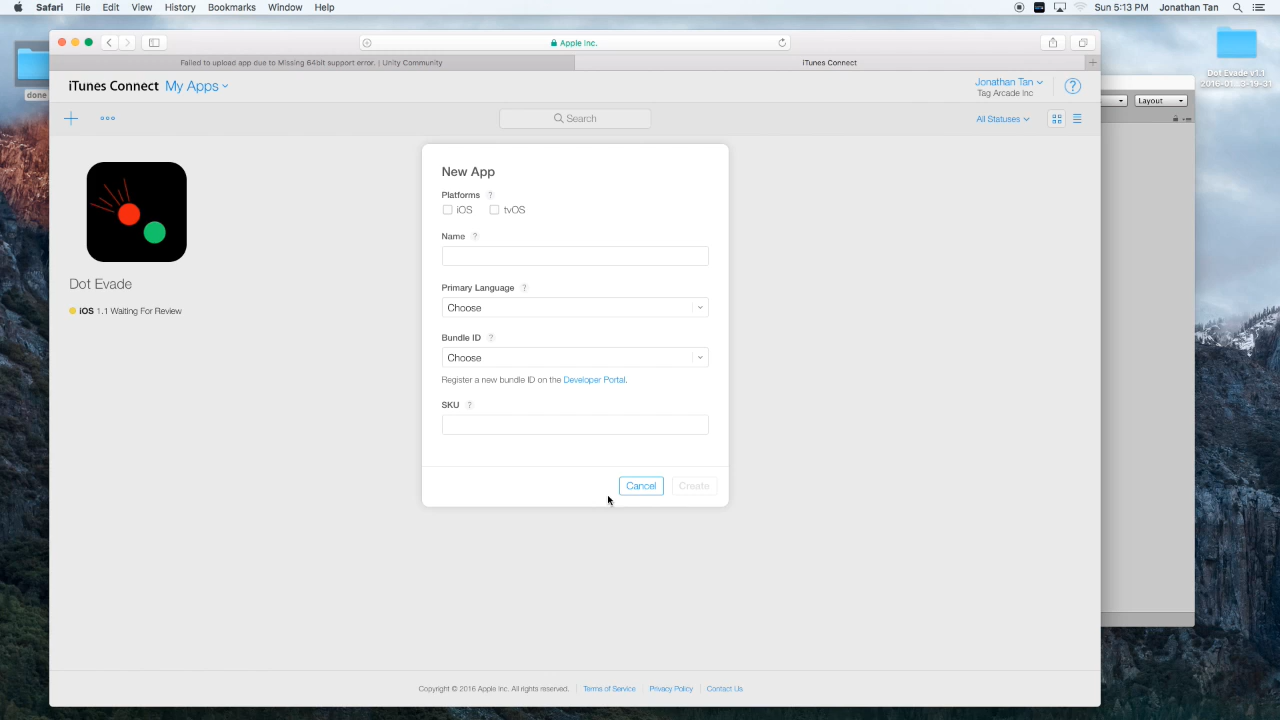 Safari File Edit View History Bookmarks Window Help Sun 5:13 PM Jonathan Tan
Apple Inc.
Failed to upload app due to Missing 64bit support error. | Unity Community iTunes Connect
iTunes Connect My Apps Jonathan Tan
Tag Arcade Inc
?
Search All Statuses
New App
Platforms ?
iOS tvOS
Name ?
Primary Language ?
Choose
Bundle ID ?
Choose
Register a new bundle ID on the Developer Portal.
SKU ?
Cancel Create
Dot Evade
iOS 1.1 Waiting For Review
Copyright © 2016 Apple Inc. All rights reserved. Terms of Service Privacy Policy Contact Us
done
Dot Evade v1.1
Layout